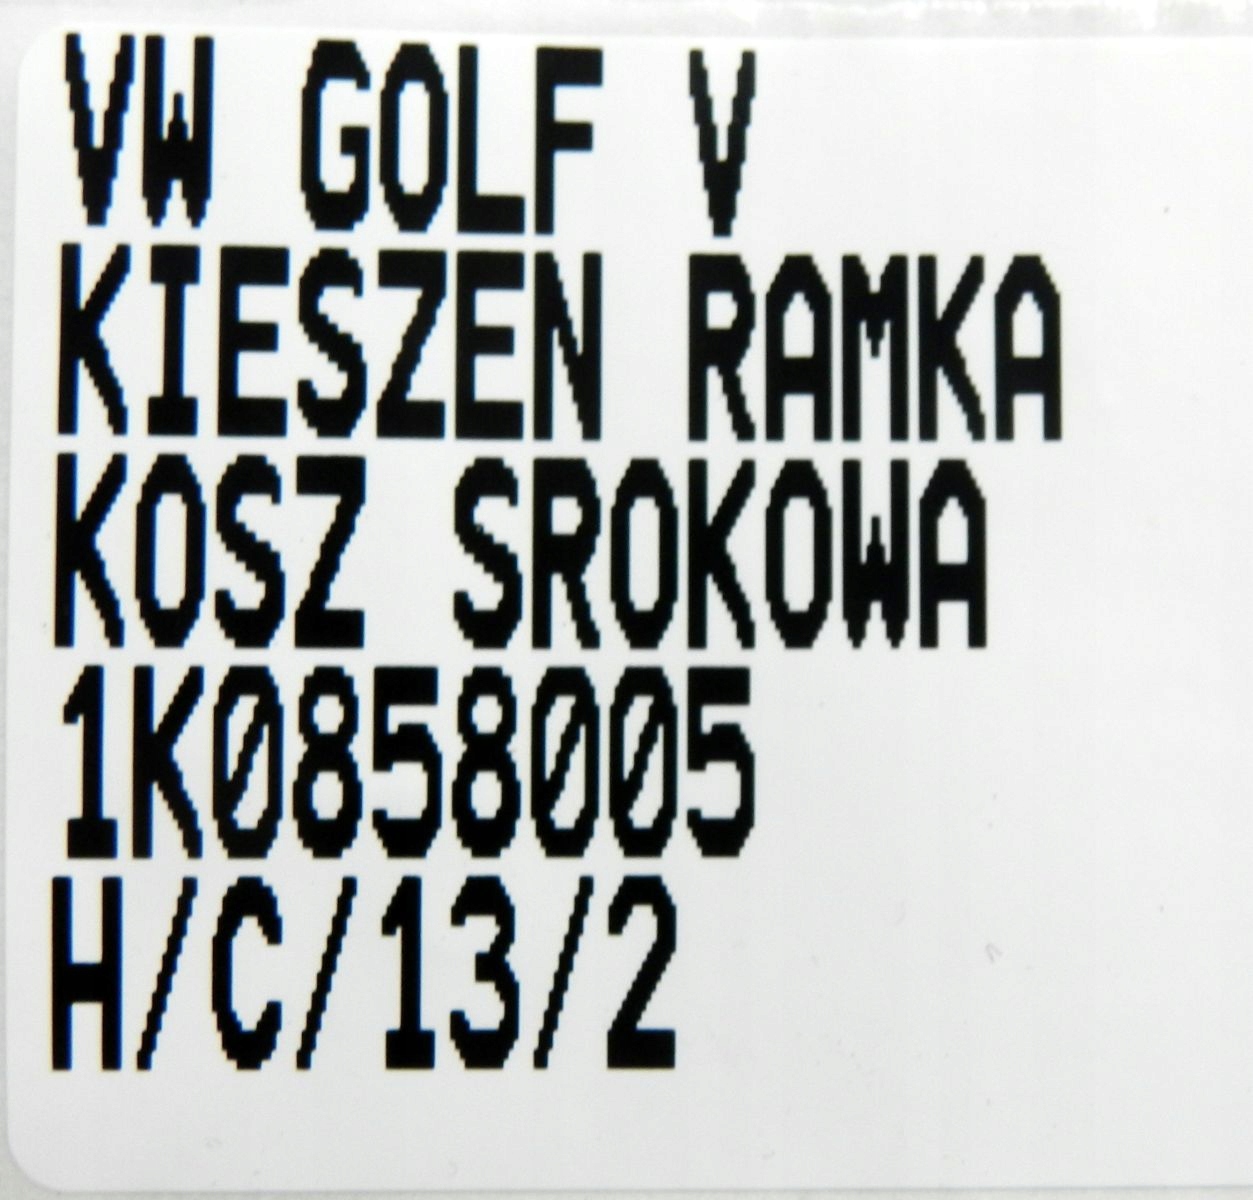 VW GOLF V
KIESZEN RAMKA
KOSZ SROKOWA
1K0858005
H/C/13/2